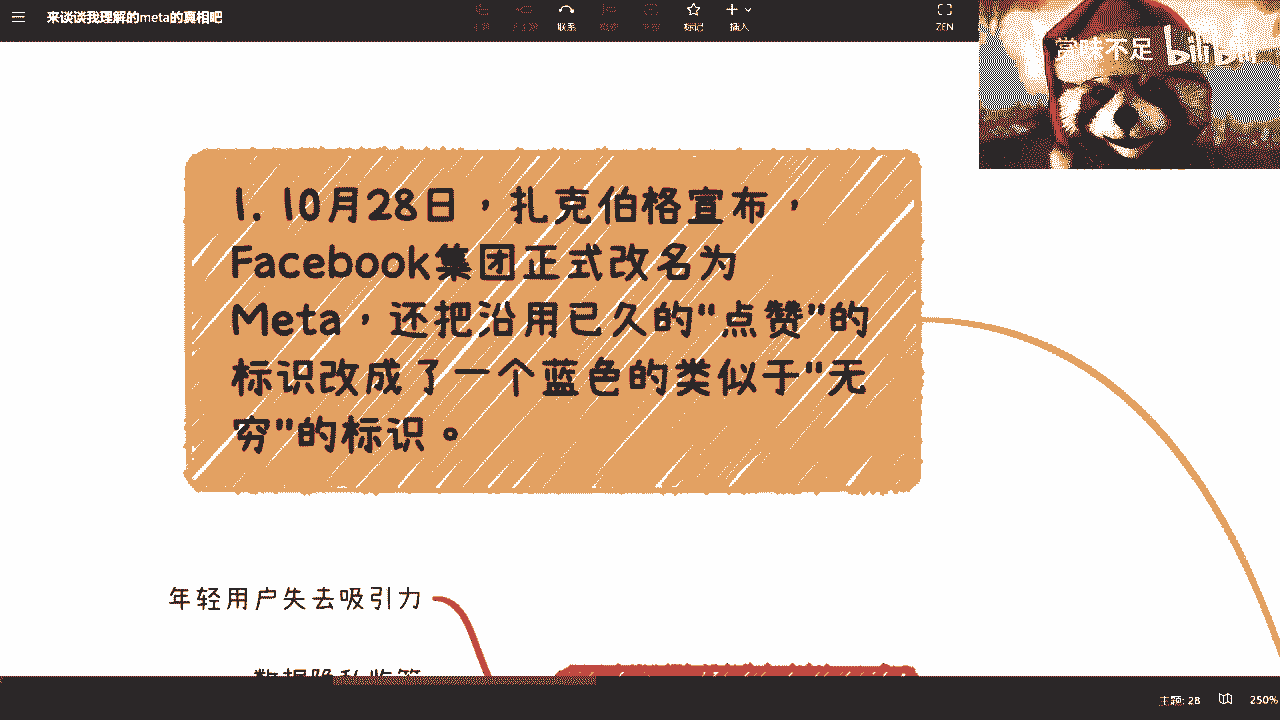 来谈谈我理解的meta的真相吧
联系
标记
插入
ZEN
赏味不足 bilibili
1. 10月28日，扎克伯格宣布，
Facebook集团正式改名为
Meta，还把沿用已久的"点赞"的
标识改成了一个蓝色的类似于"无
穷"的标识。
年轻用户失去吸引力
数据隐私监管
主题: 28
250%